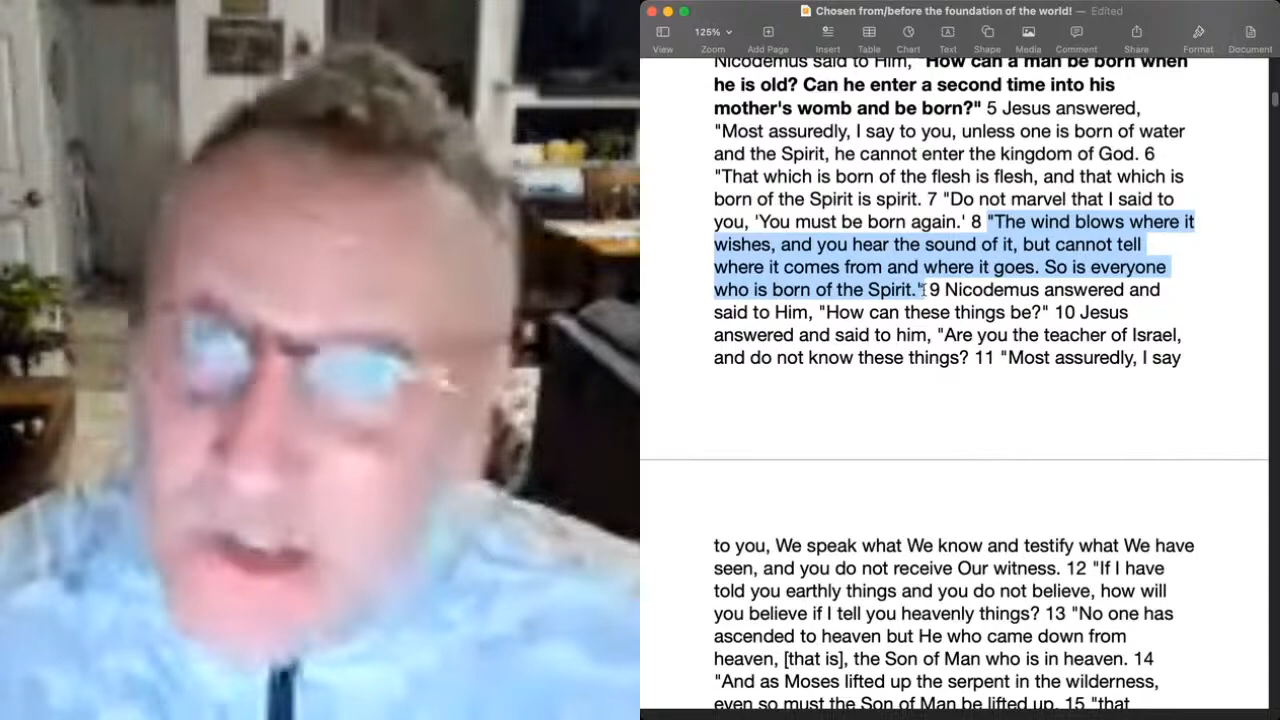 Chosen from/before the foundation of the world! — Edited
125%
View Zoom Add Page Insert Table Chart Text Shape Media Comment Share Format Document
Nicodemus said to Him, "How can a man be born when
he is old? Can he enter a second time into his
mother's womb and be born?" 5 Jesus answered,
"Most assuredly, I say to you, unless one is born of water
and the Spirit, he cannot enter the kingdom of God. 6
"That which is born of the flesh is flesh, and that which is
born of the Spirit is spirit. 7 "Do not marvel that I said to
you, 'You must be born again.' 8 "The wind blows where it
wishes, and you hear the sound of it, but cannot tell
where it comes from and where it goes. So is everyone
who is born of the Spirit." 9 Nicodemus answered and
said to Him, "How can these things be?" 10 Jesus
answered and said to him, "Are you the teacher of Israel,
and do not know these things? 11 "Most assuredly, I say
to you, We speak what We know and testify what We have
seen, and you do not receive Our witness. 12 "If I have
told you earthly things and you do not believe, how will
you believe if I tell you heavenly things? 13 "No one has
ascended to heaven but He who came down from
heaven, [that is], the Son of Man who is in heaven. 14
"And as Moses lifted up the serpent in the wilderness,
even so must the Son of Man be lifted up, 15 "that